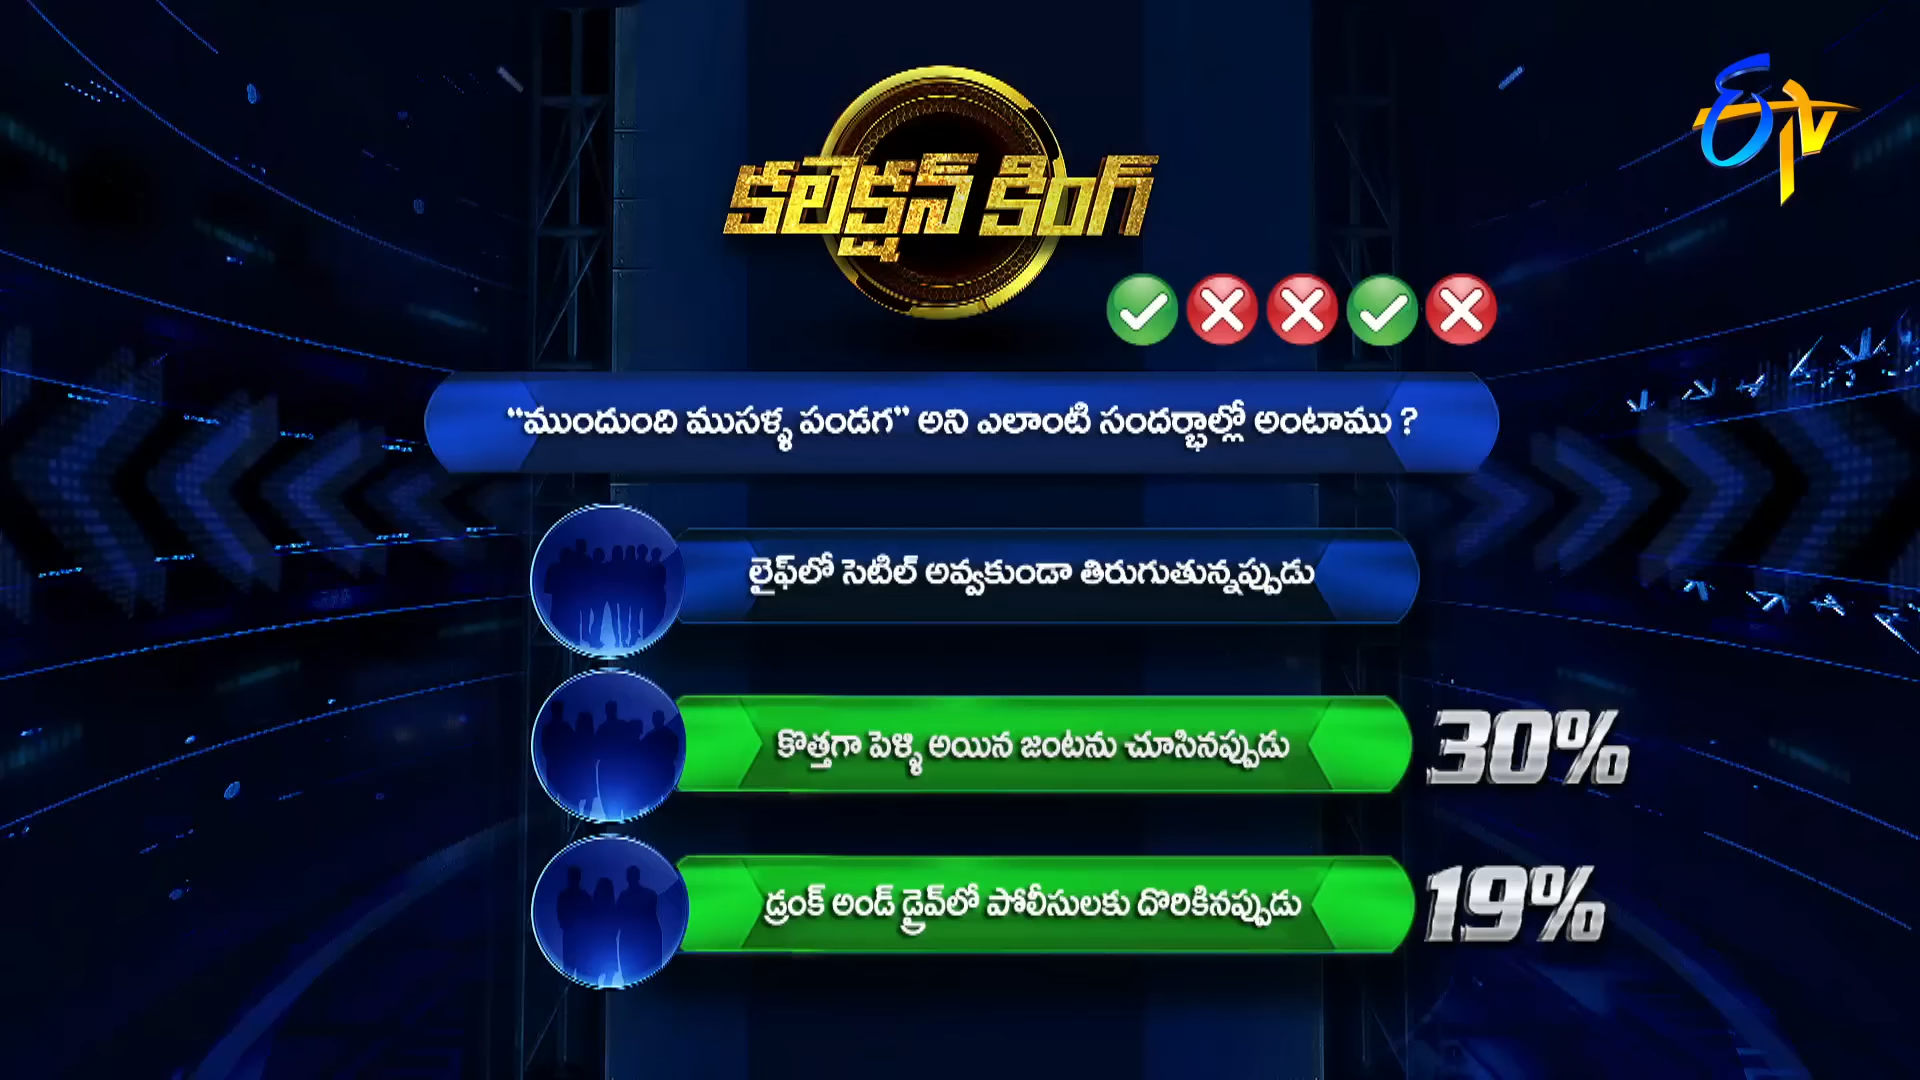 ETV
కలెక్షన్ కింగ్
“ముందుంది ముసళ్ళ పండగ” అని ఎలాంటి సందర్భాల్లో అంటాము ?
లైఫ్‌లో సెటిల్ అవ్వకుండా తిరుగుతున్నప్పుడు
కొత్తగా పెళ్ళి అయిన జంటను చూసినప్పుడు
30%
డ్రంక్ అండ్ డ్రైవ్‌లో పోలీసులకు దొరికినప్పుడు
19%